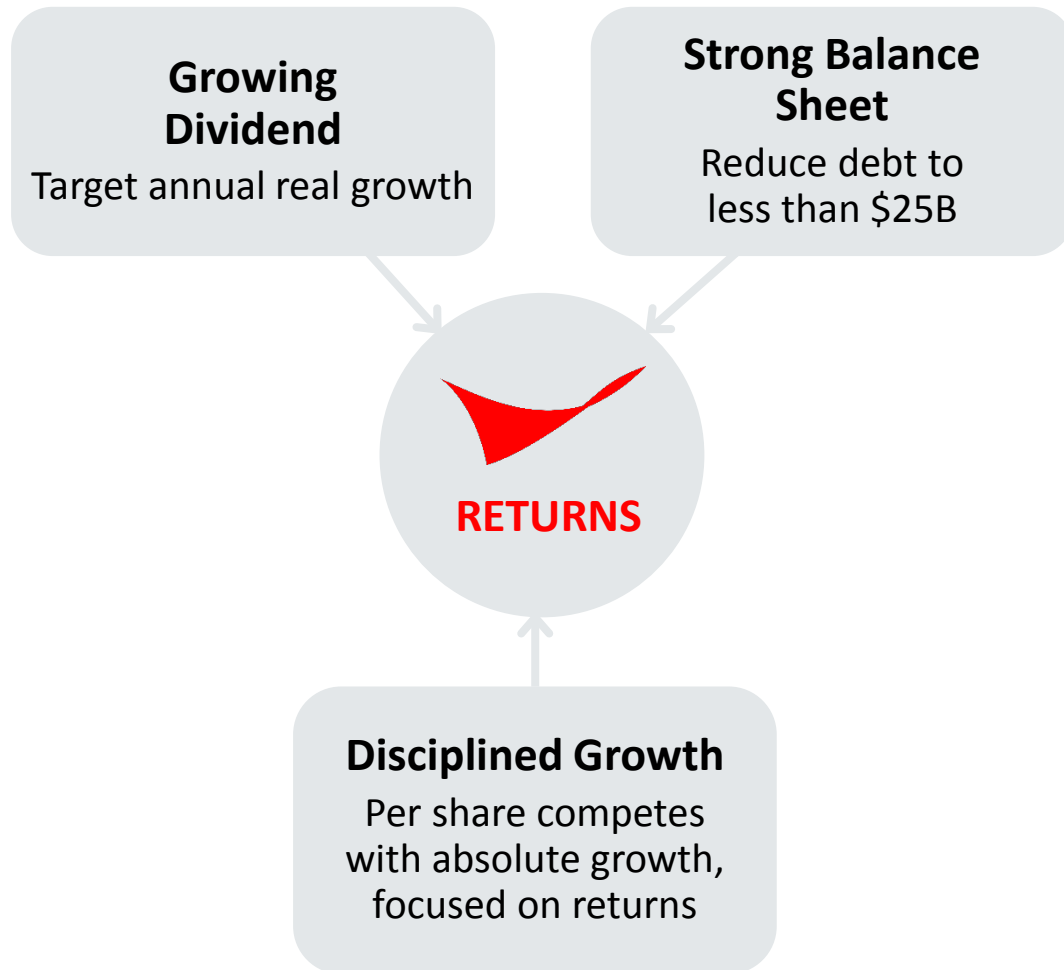 Growing
Dividend
Target annual real growth
Strong Balance
Sheet
Reduce debt to
less than $25B
RETURNS
Disciplined Growth
Per share competes
with absolute growth,
focused on returns